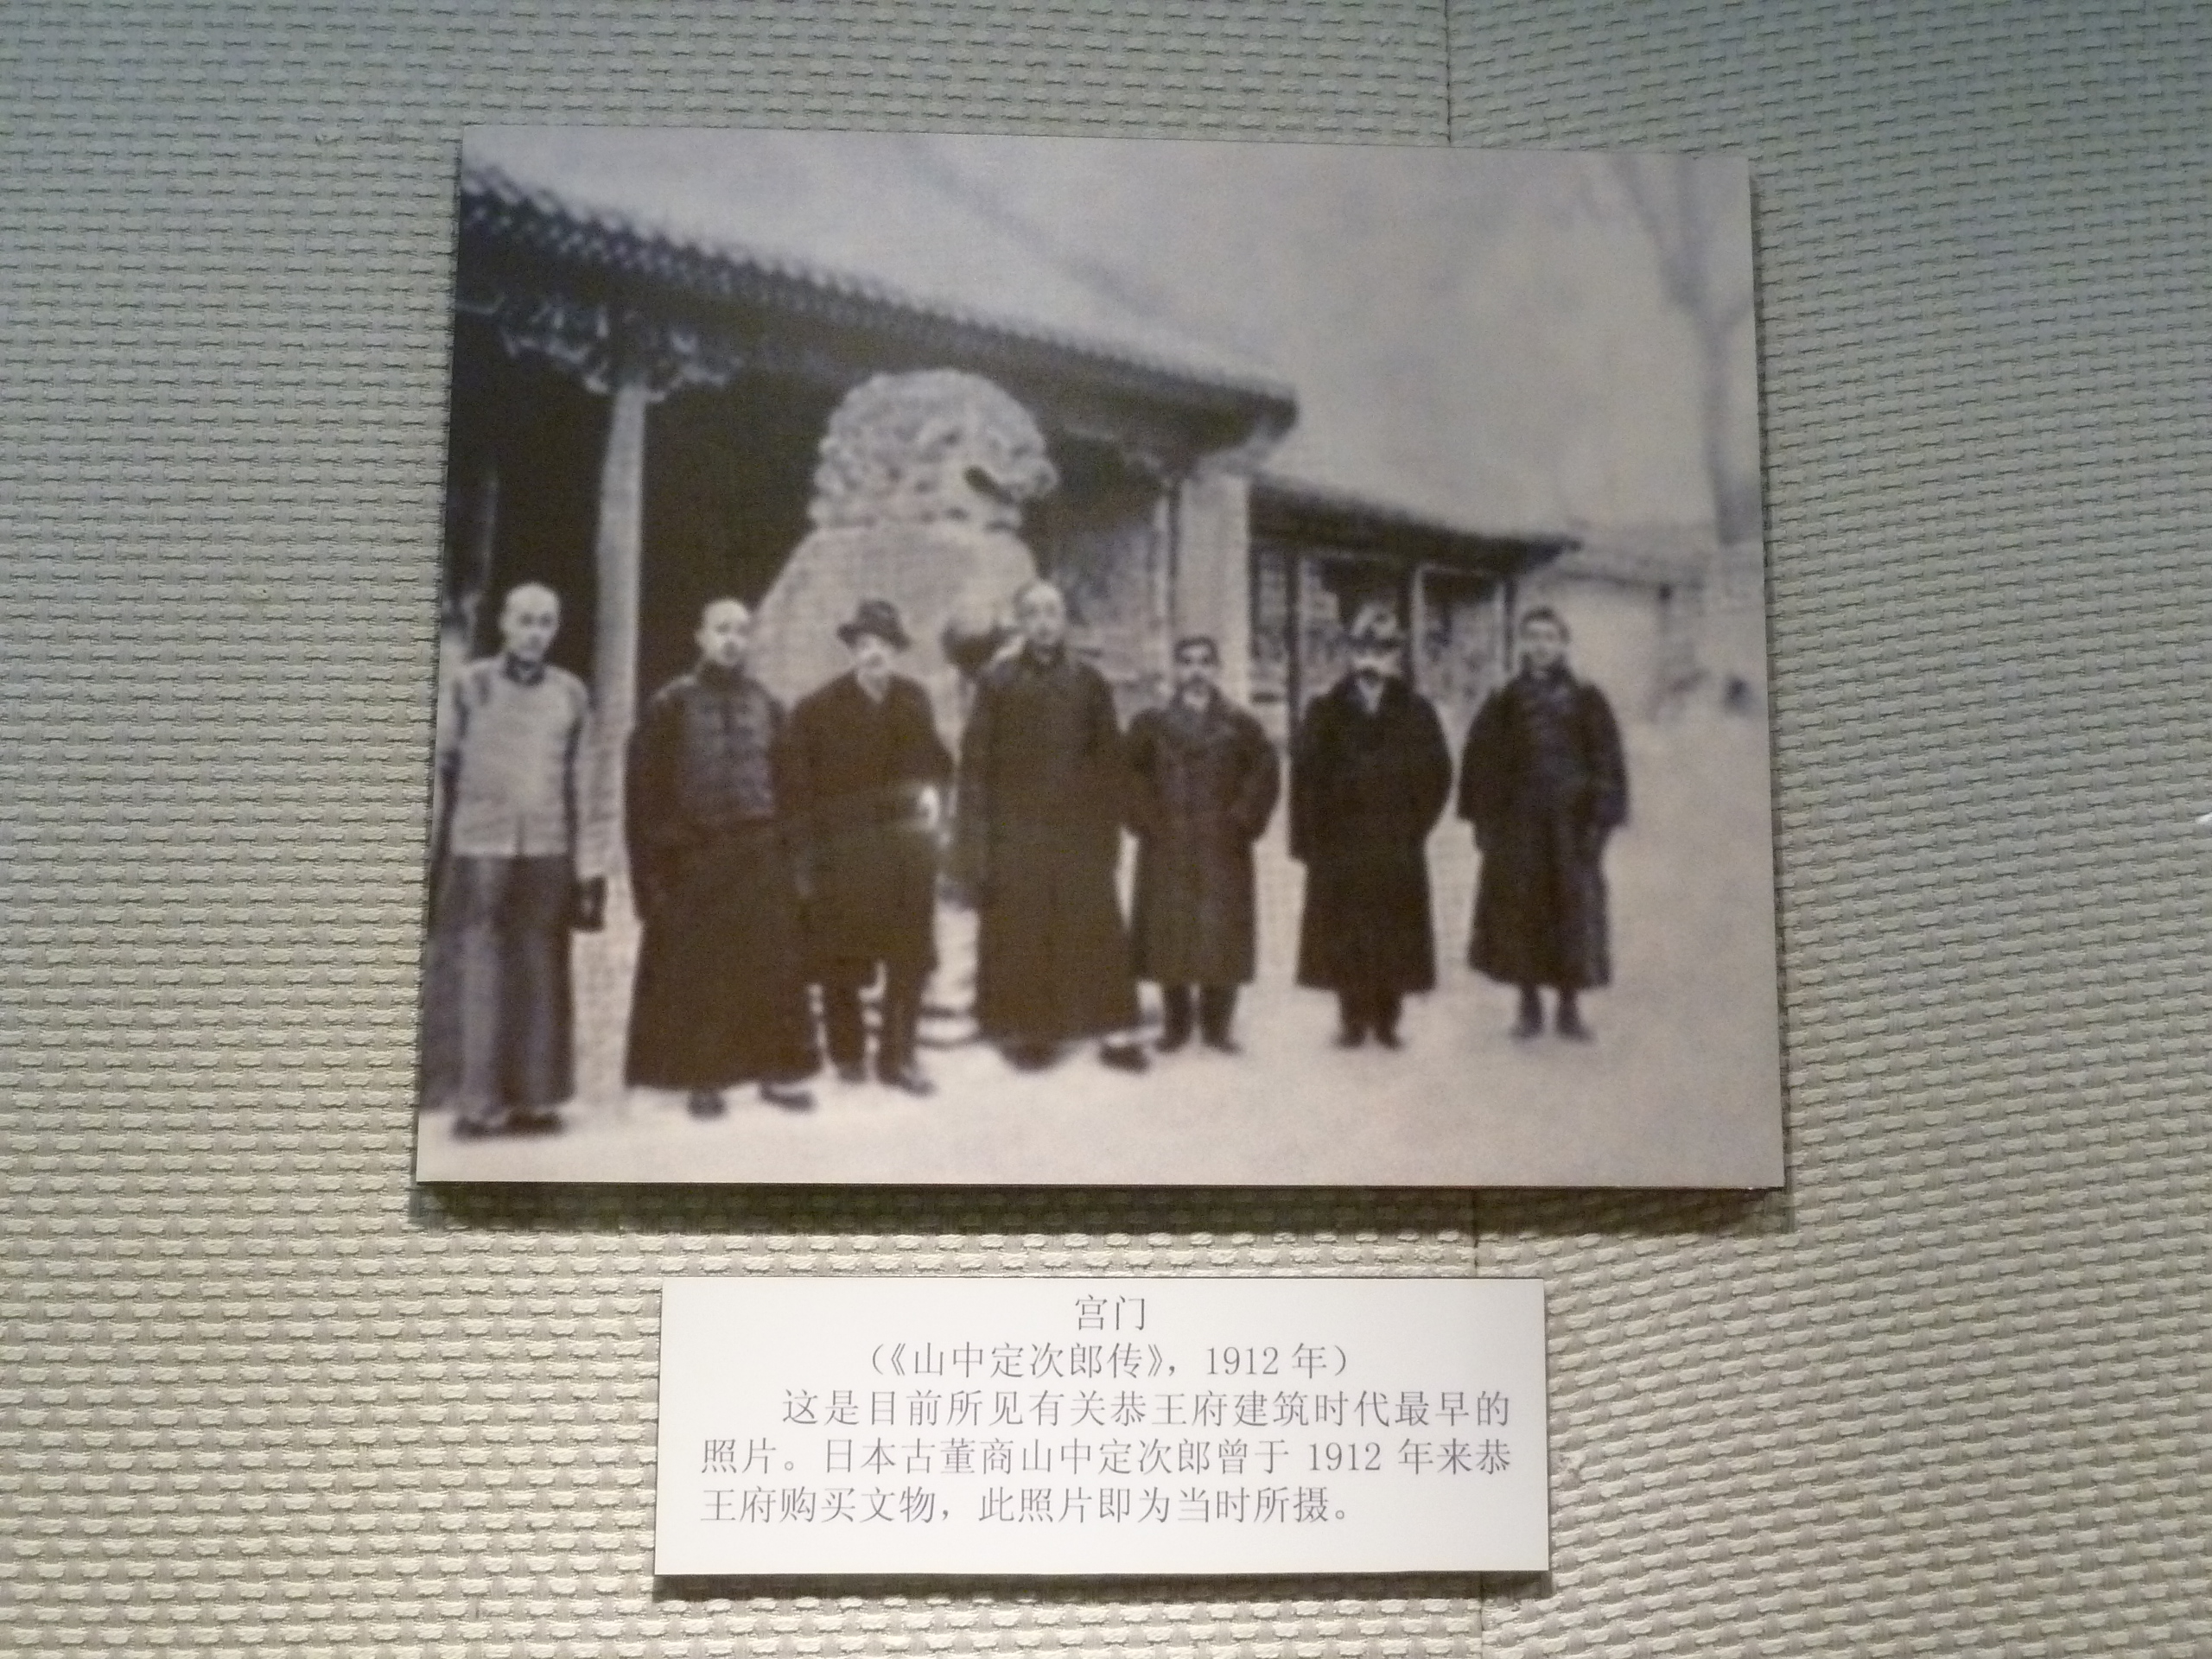 宫门
（《山中定次郎传》，1912 年）
这是目前所见有关恭王府建筑时代最早的
照片。日本古董商山中定次郎曾于 1912 年来恭
王府购买文物，此照片即为当时所摄。